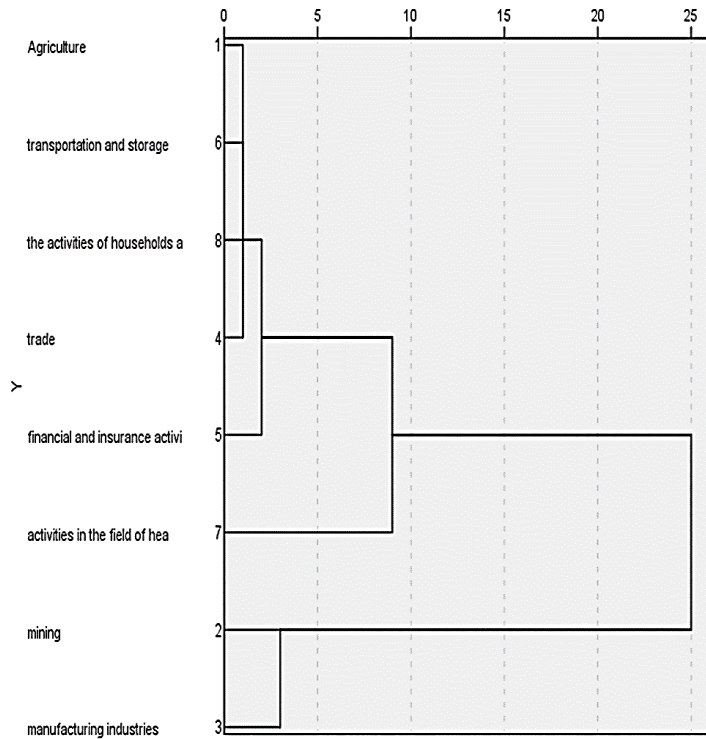 0 5 10 15 20 25
Agriculture 1
transportation and storage 6
the activities of households a 8
trade 4
Y
financial and insurance activi 5
activities in the field of hea 7
mining 2
manufacturing industries 3